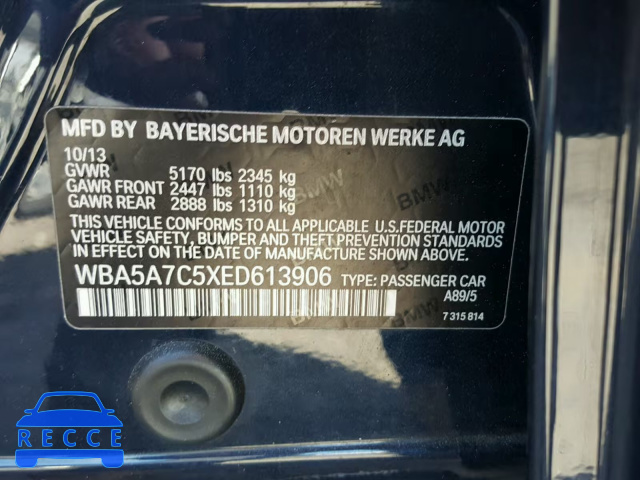 MFD BY BAYERISCHE MOTOREN WERKE AG
10/13
GVWR 5170 lbs 2345 kg
GAWR FRONT 2447 lbs 1110 kg
GAWR REAR 2888 lbs 1310 kg
THIS VEHICLE CONFORMS TO ALL APPLICABLE U.S.FEDERAL MOTOR
VEHICLE SAFETY, BUMPER AND THEFT PREVENTION STANDARDS
IN EFFECT ON THE DATE OF MANUFACTURE SHOWN ABOVE.
WBA5A7C5XED613906 TYPE: PASSENGER CAR
A89/5
7 315 814
BMW
BMW
BMW
RECCE